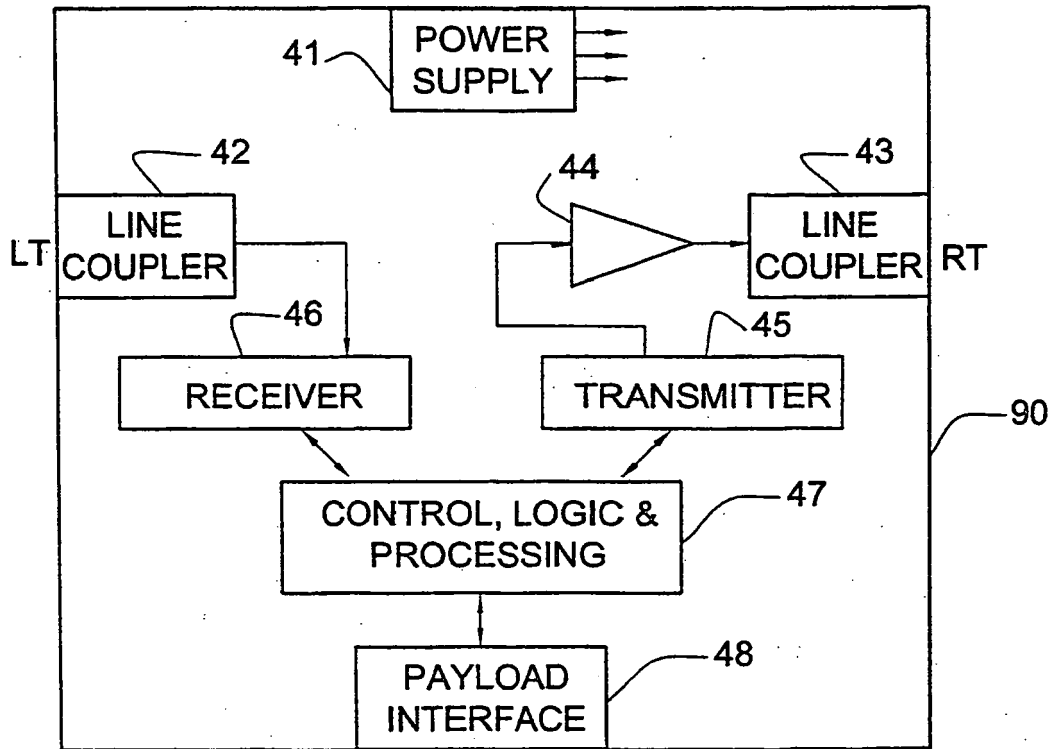 POWER
SUPPLY
41
42
LINE
COUPLER
LT
44
43
LINE
COUPLER
RT
46
RECEIVER
45
TRANSMITTER
90
CONTROL, LOGIC &
PROCESSING
47
PAYLOAD
INTERFACE
48